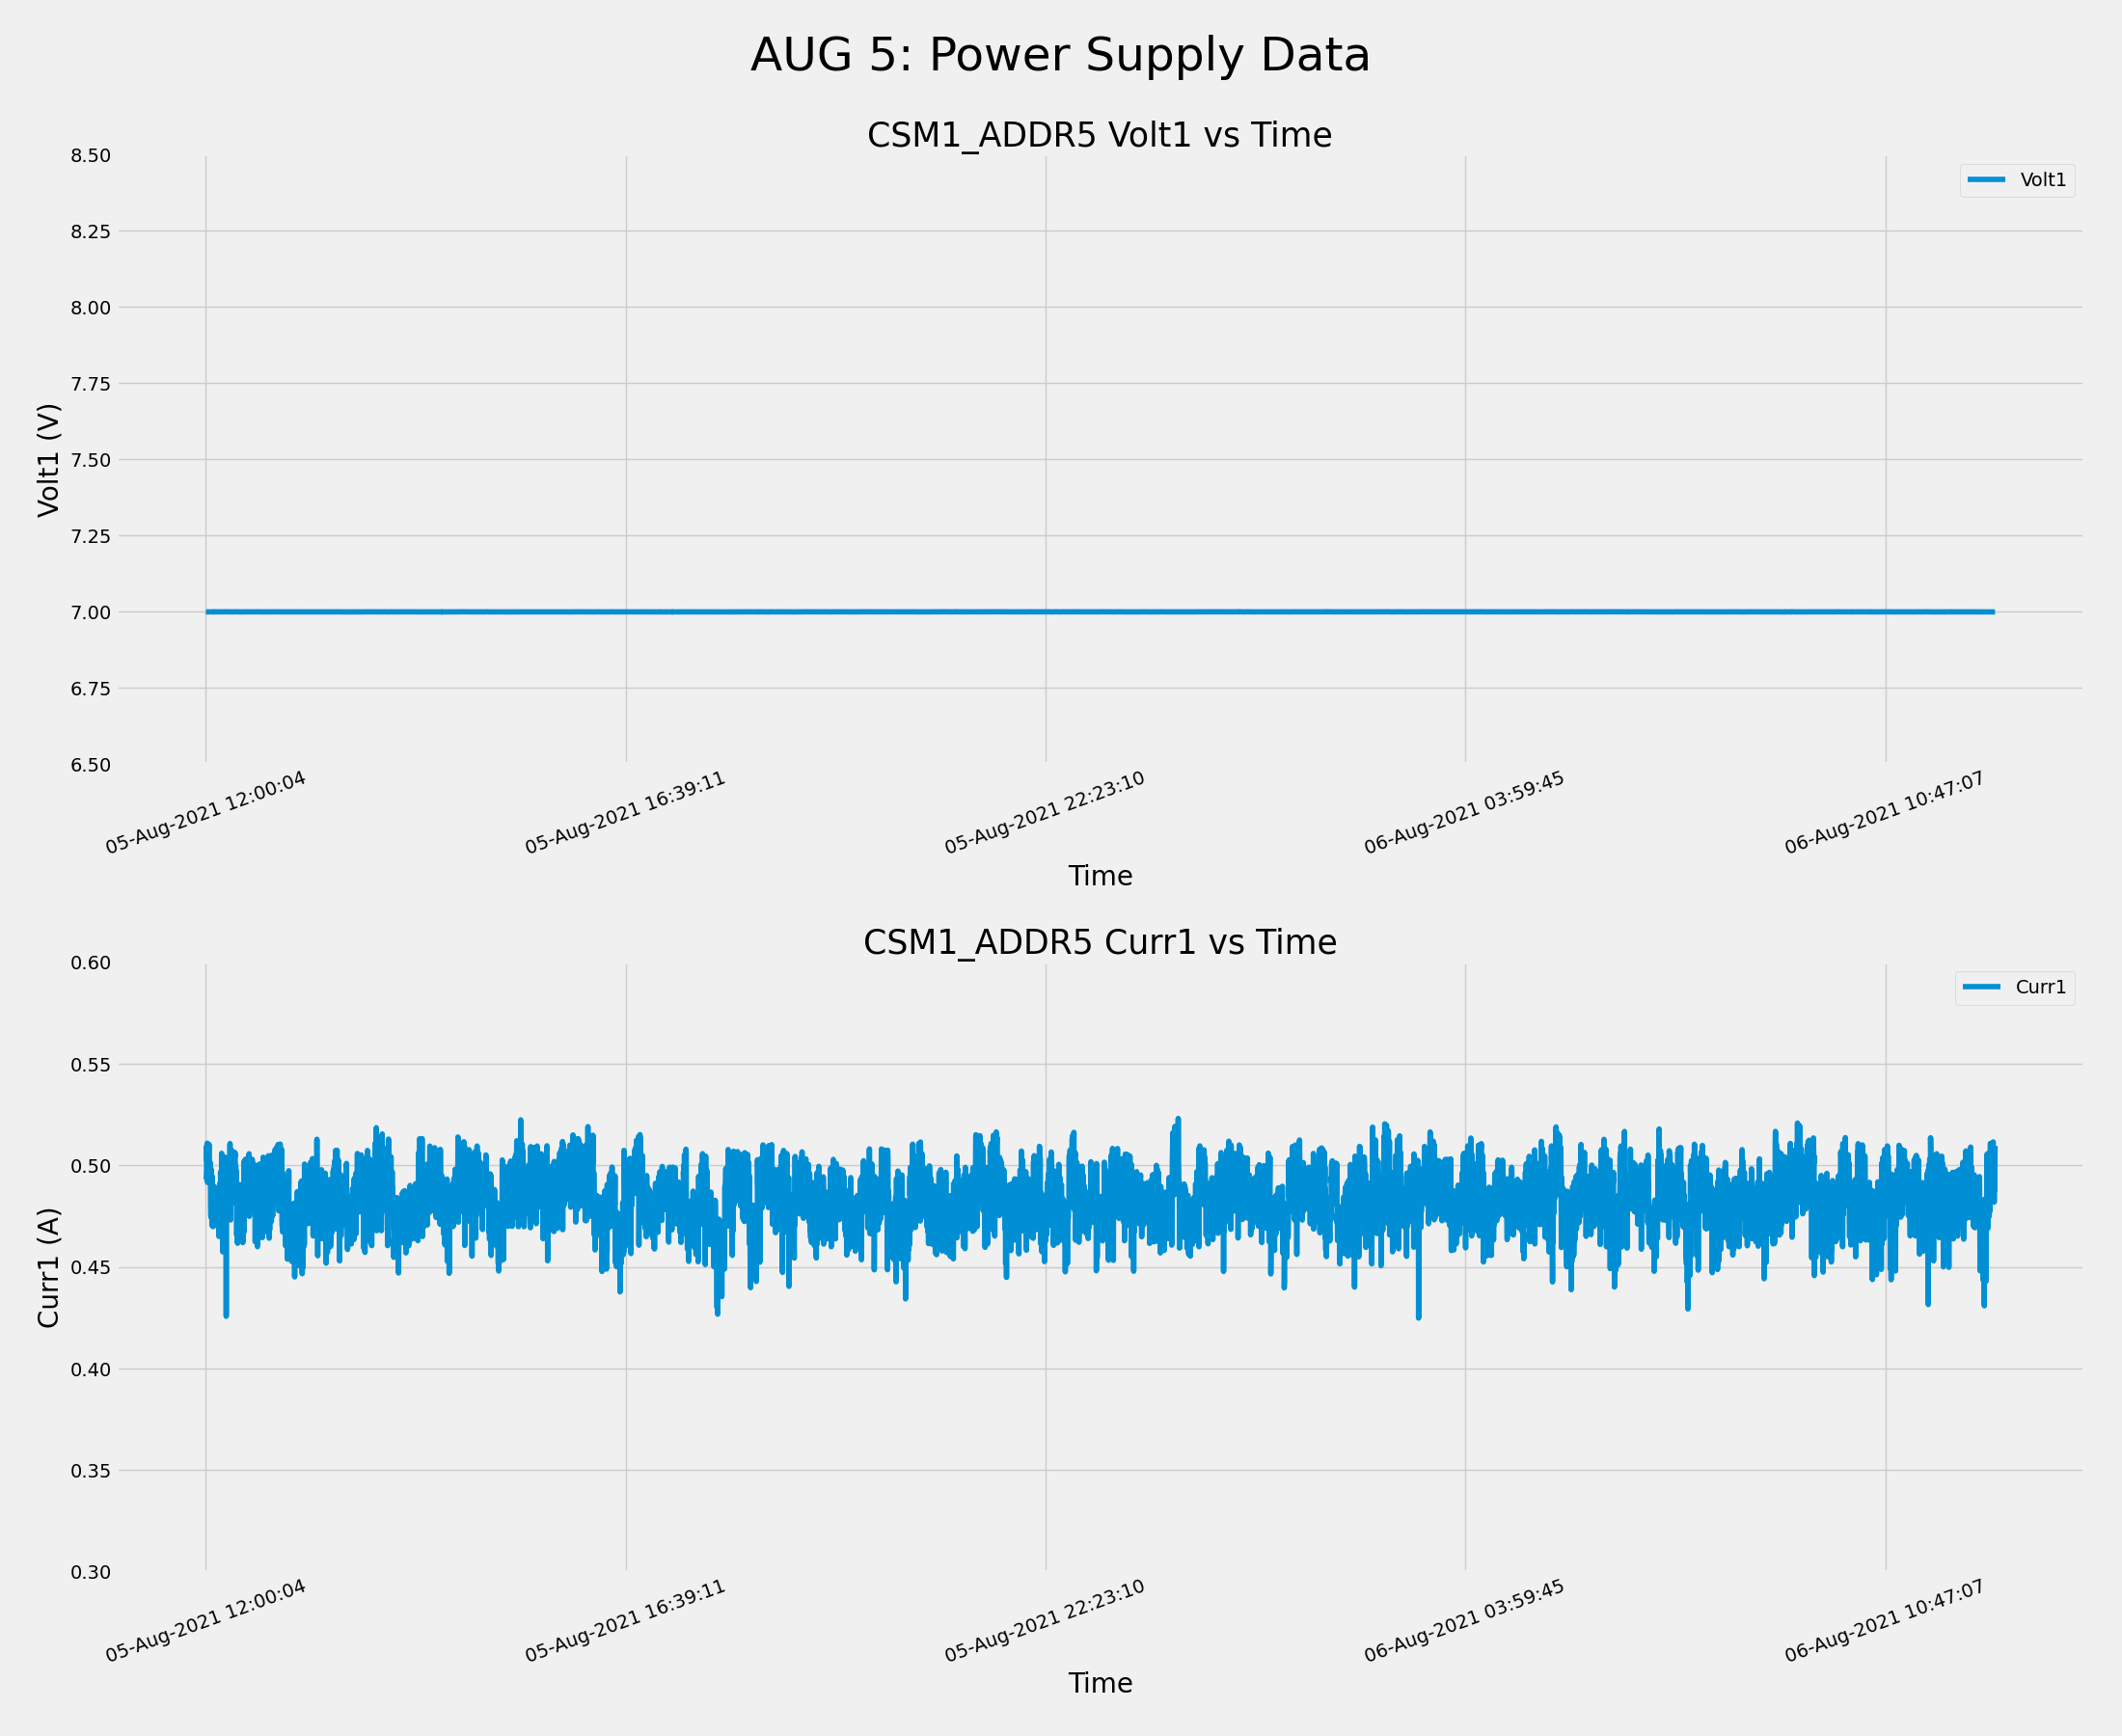 AUG 5: Power Supply Data
CSM1_ADDR5 Volt1 vs Time
8.50
8.25
8.00
7.75
7.50
7.25
7.00
6.75
6.50
Volt1 (V)
Volt1
05-Aug-2021 12:00:04
05-Aug-2021 16:39:11
05-Aug-2021 22:23:10
06-Aug-2021 03:59:45
06-Aug-2021 10:47:07
Time
CSM1_ADDR5 Curr1 vs Time
0.60
0.55
0.50
0.45
0.40
0.35
0.30
Curr1 (A)
Curr1
05-Aug-2021 12:00:04
05-Aug-2021 16:39:11
05-Aug-2021 22:23:10
06-Aug-2021 03:59:45
06-Aug-2021 10:47:07
Time